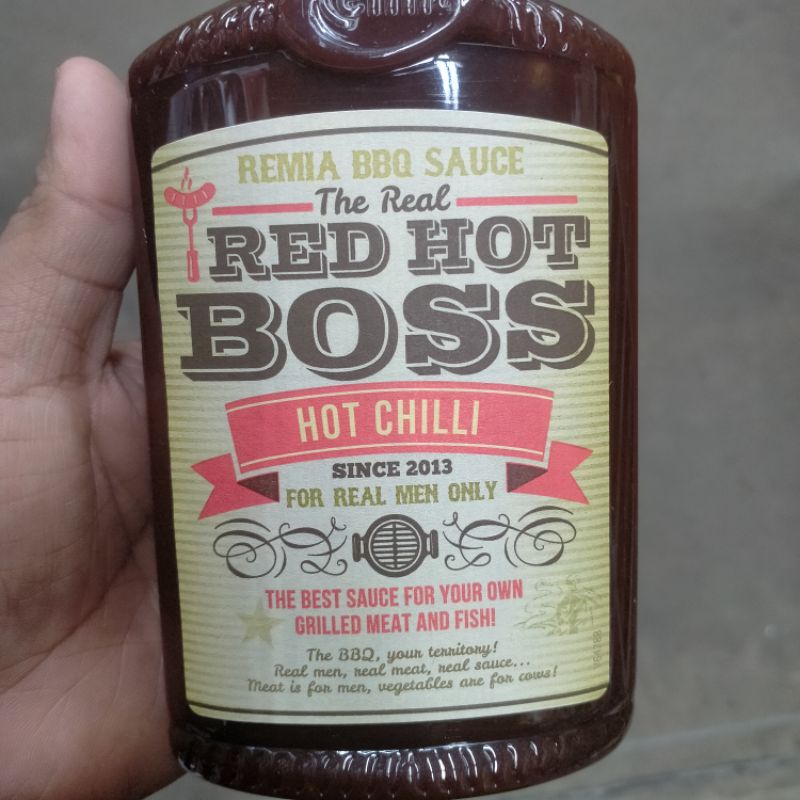 REMIA BBQ SAUCE
The Real
RED HOT
BOSS
HOT CHILLI
SINCE 2013
FOR REAL MEN ONLY
THE BEST SAUCE FOR YOUR OWN
GRILLED MEAT AND FISH!
The BBQ, your territory!
Real men, real meat, real sauce...
Meat is for men, vegetables are for cows!